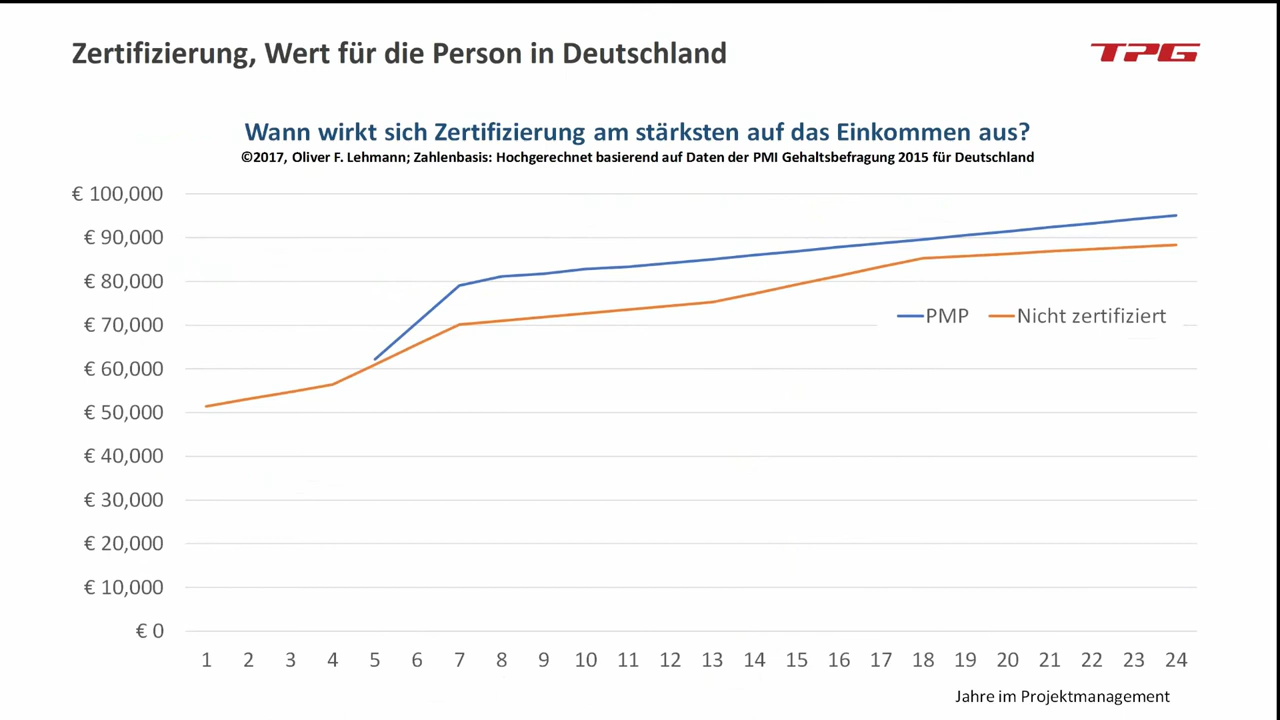 Zertifizierung, Wert für die Person in Deutschland
TPG
Wann wirkt sich Zertifizierung am stärksten auf das Einkommen aus?
©2017, Oliver F. Lehmann; Zahlenbasis: Hochgerechnet basierend auf Daten der PMI Gehaltsbefragung 2015 für Deutschland
€ 100,000
€ 90,000
€ 80,000
€ 70,000
€ 60,000
€ 50,000
€ 40,000
€ 30,000
€ 20,000
€ 10,000
€ 0
PMP Nicht zertifiziert
1 2 3 4 5 6 7 8 9 10 11 12 13 14 15 16 17 18 19 20 21 22 23 24
Jahre im Projektmanagement